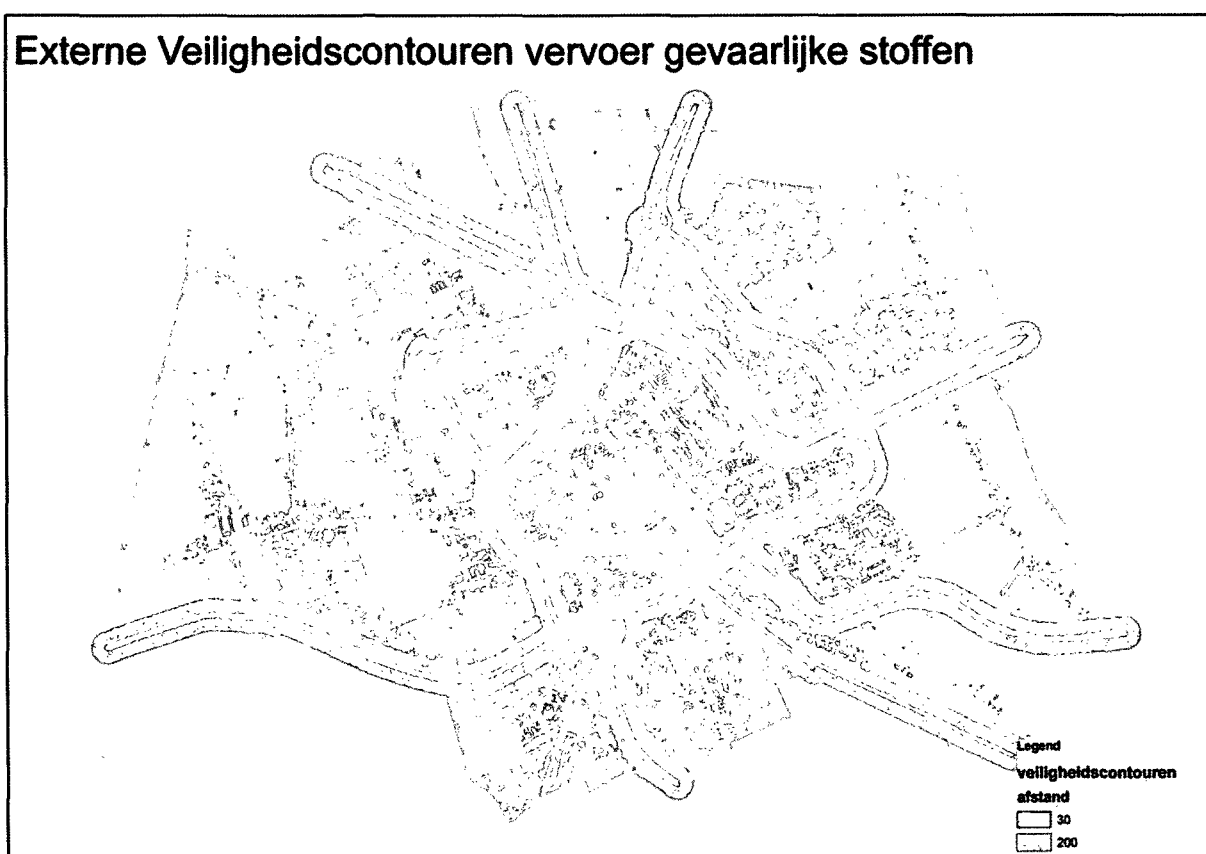 Externe Veiligheidscontouren vervoer gevaarlijke stoffen
Legend
veiligheidscontouren
afstand
30
200